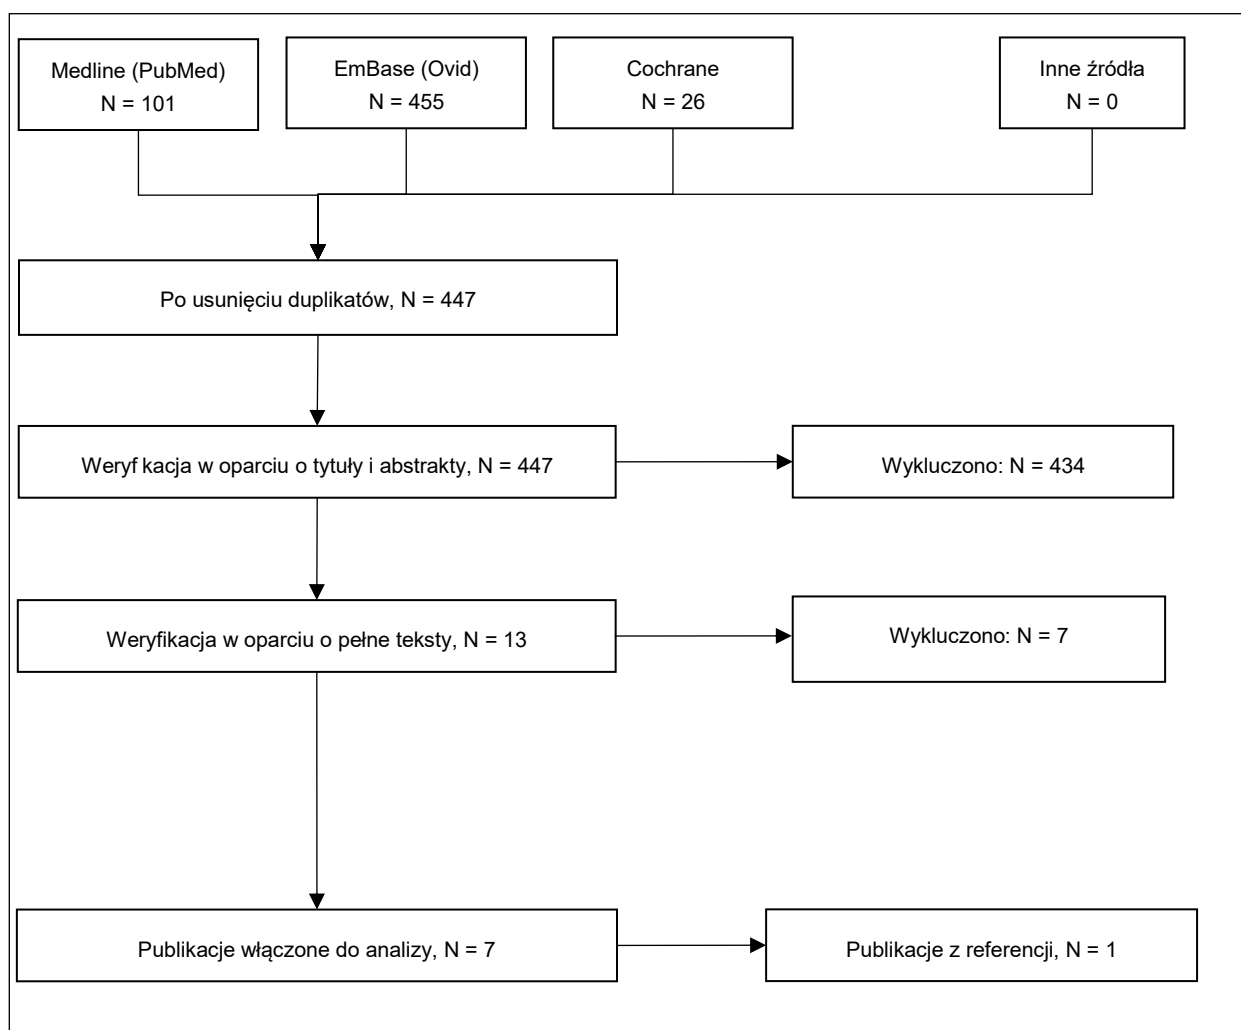 Medline (PubMed)
N = 101
EmBase (Ovid)
N = 455
Cochrane
N = 26
Inne źródła
N = 0
Po usunięciu duplikatów, N = 447
Weryf kacja w oparciu o tytuły i abstrakty, N = 447
Wykluczono: N = 434
Weryfikacja w oparciu o pełne teksty, N = 13
Wykluczono: N = 7
Publikacje włączone do analizy, N = 7
Publikacje z referencji, N = 1